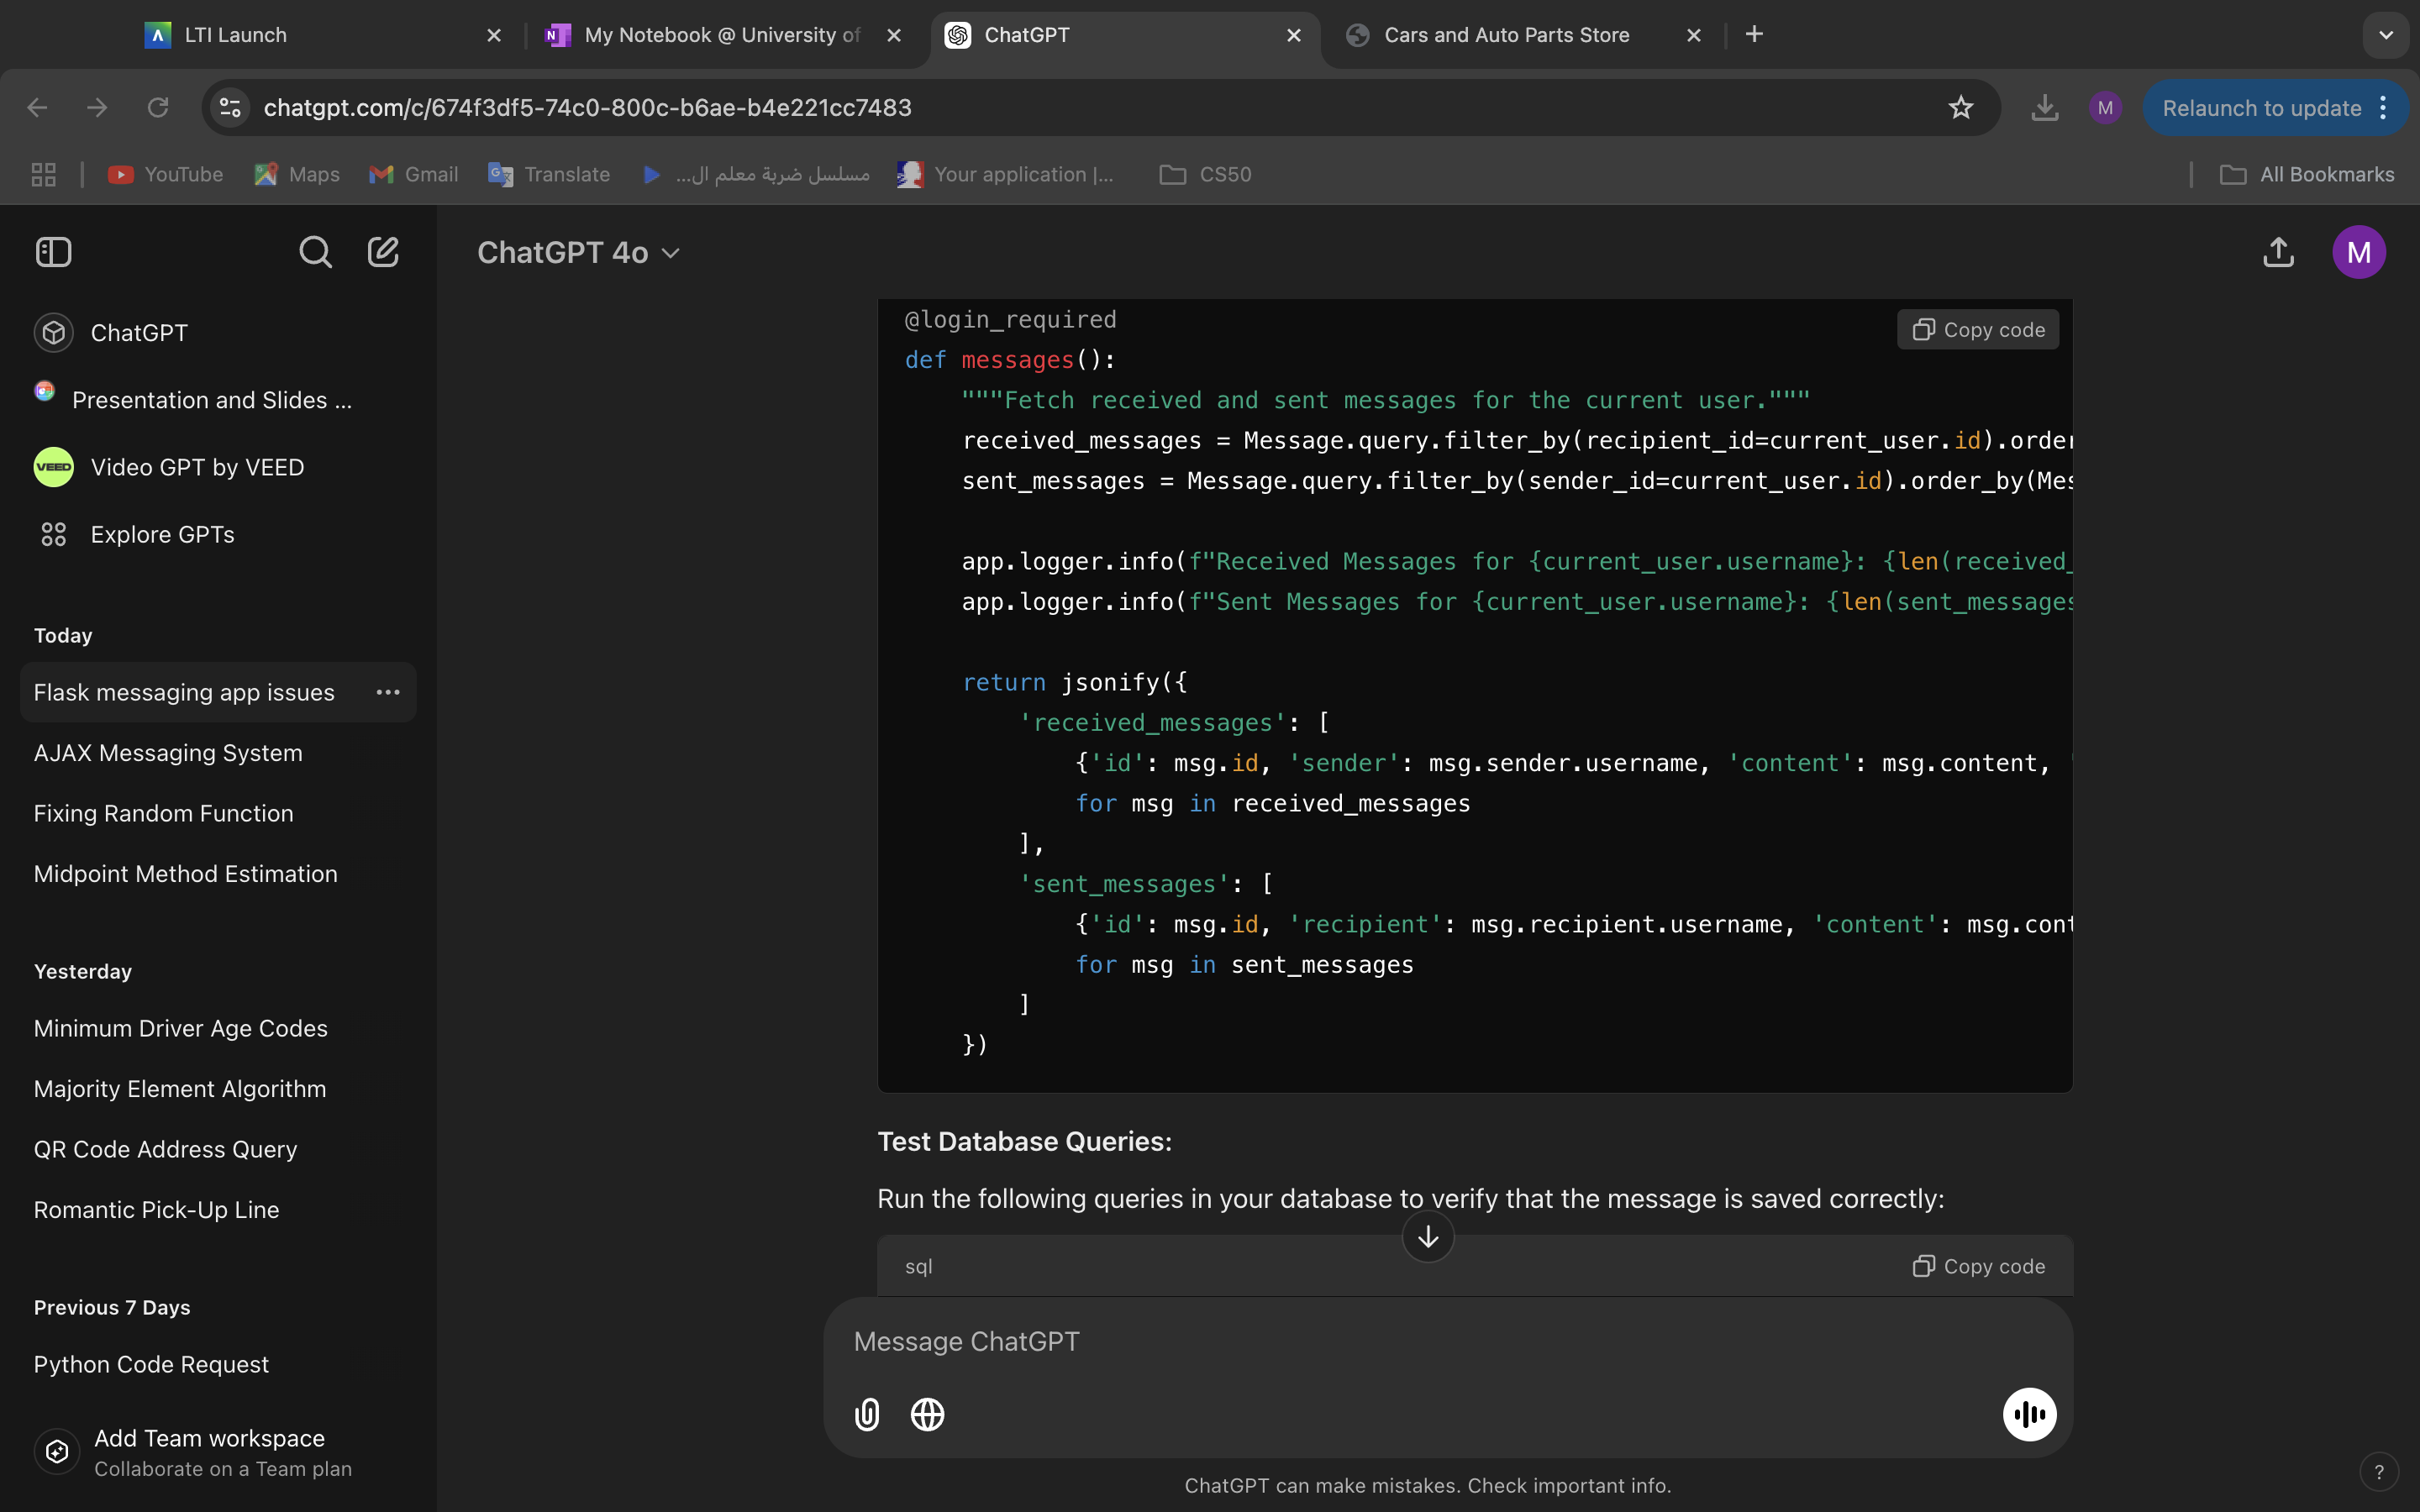 LTI Launch
My Notebook @ University of
ChatGPT
Cars and Auto Parts Store
chatgpt.com/c/674f3df5-74c0-800c-b6ae-b4e221cc7483
M
Relaunch to update
YouTube
Maps
Gmail
Translate
مسلسل ضربة معلم ال...
Your application |...
CS50
All Bookmarks
ChatGPT 4o
M
ChatGPT
Presentation and Slides ...
VEED
Video GPT by VEED
Explore GPTs
Today
Flask messaging app issues
AJAX Messaging System
Fixing Random Function
Midpoint Method Estimation
Yesterday
Minimum Driver Age Codes
Majority Element Algorithm
QR Code Address Query
Romantic Pick-Up Line
Previous 7 Days
Python Code Request
Add Team workspace
Collaborate on a Team plan
@login_required
Copy code
def messages():
"""Fetch received and sent messages for the current user."""
received_messages = Message.query.filter_by(recipient_id=current_user.id).order
sent_messages = Message.query.filter_by(sender_id=current_user.id).order_by(Mes
app.logger.info(f"Received Messages for {current_user.username}: {len(received_
app.logger.info(f"Sent Messages for {current_user.username}: {len(sent_messages
return jsonify({
'received_messages': [
{'id': msg.id, 'sender': msg.sender.username, 'content': msg.content, '
for msg in received_messages
],
'sent_messages': [
{'id': msg.id, 'recipient': msg.recipient.username, 'content': msg.cont
for msg in sent_messages
]
})
Test Database Queries:
Run the following queries in your database to verify that the message is saved correctly:
sql
Copy code
Message ChatGPT
ChatGPT can make mistakes. Check important info.
?